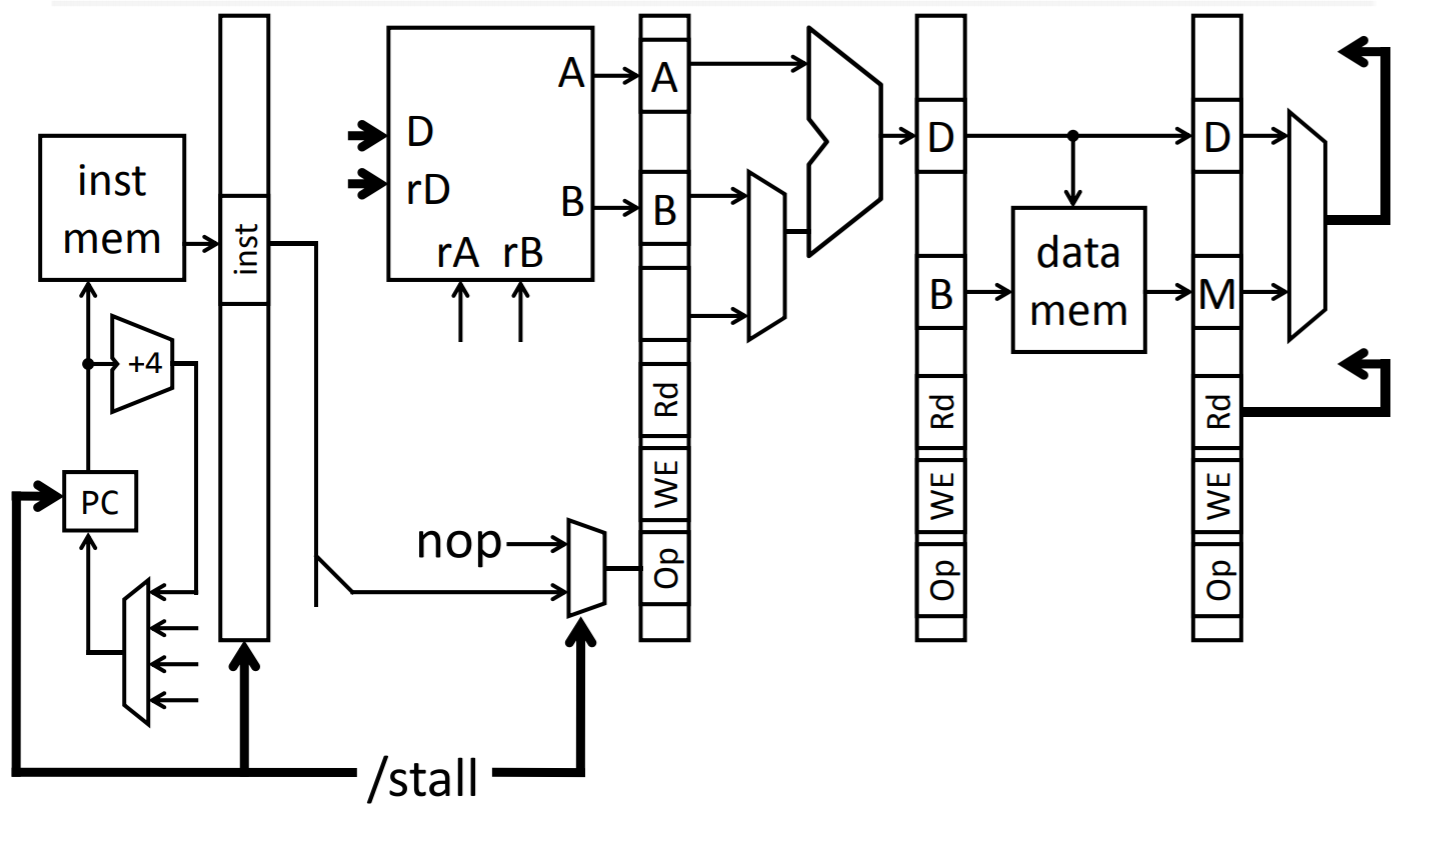 inst
mem
+4
PC
inst
D
rD
A
B
rA rB
nop
/stall
A
B
Rd
WE
Op
D
B
Rd
WE
Op
data
mem
D
M
Rd
WE
Op